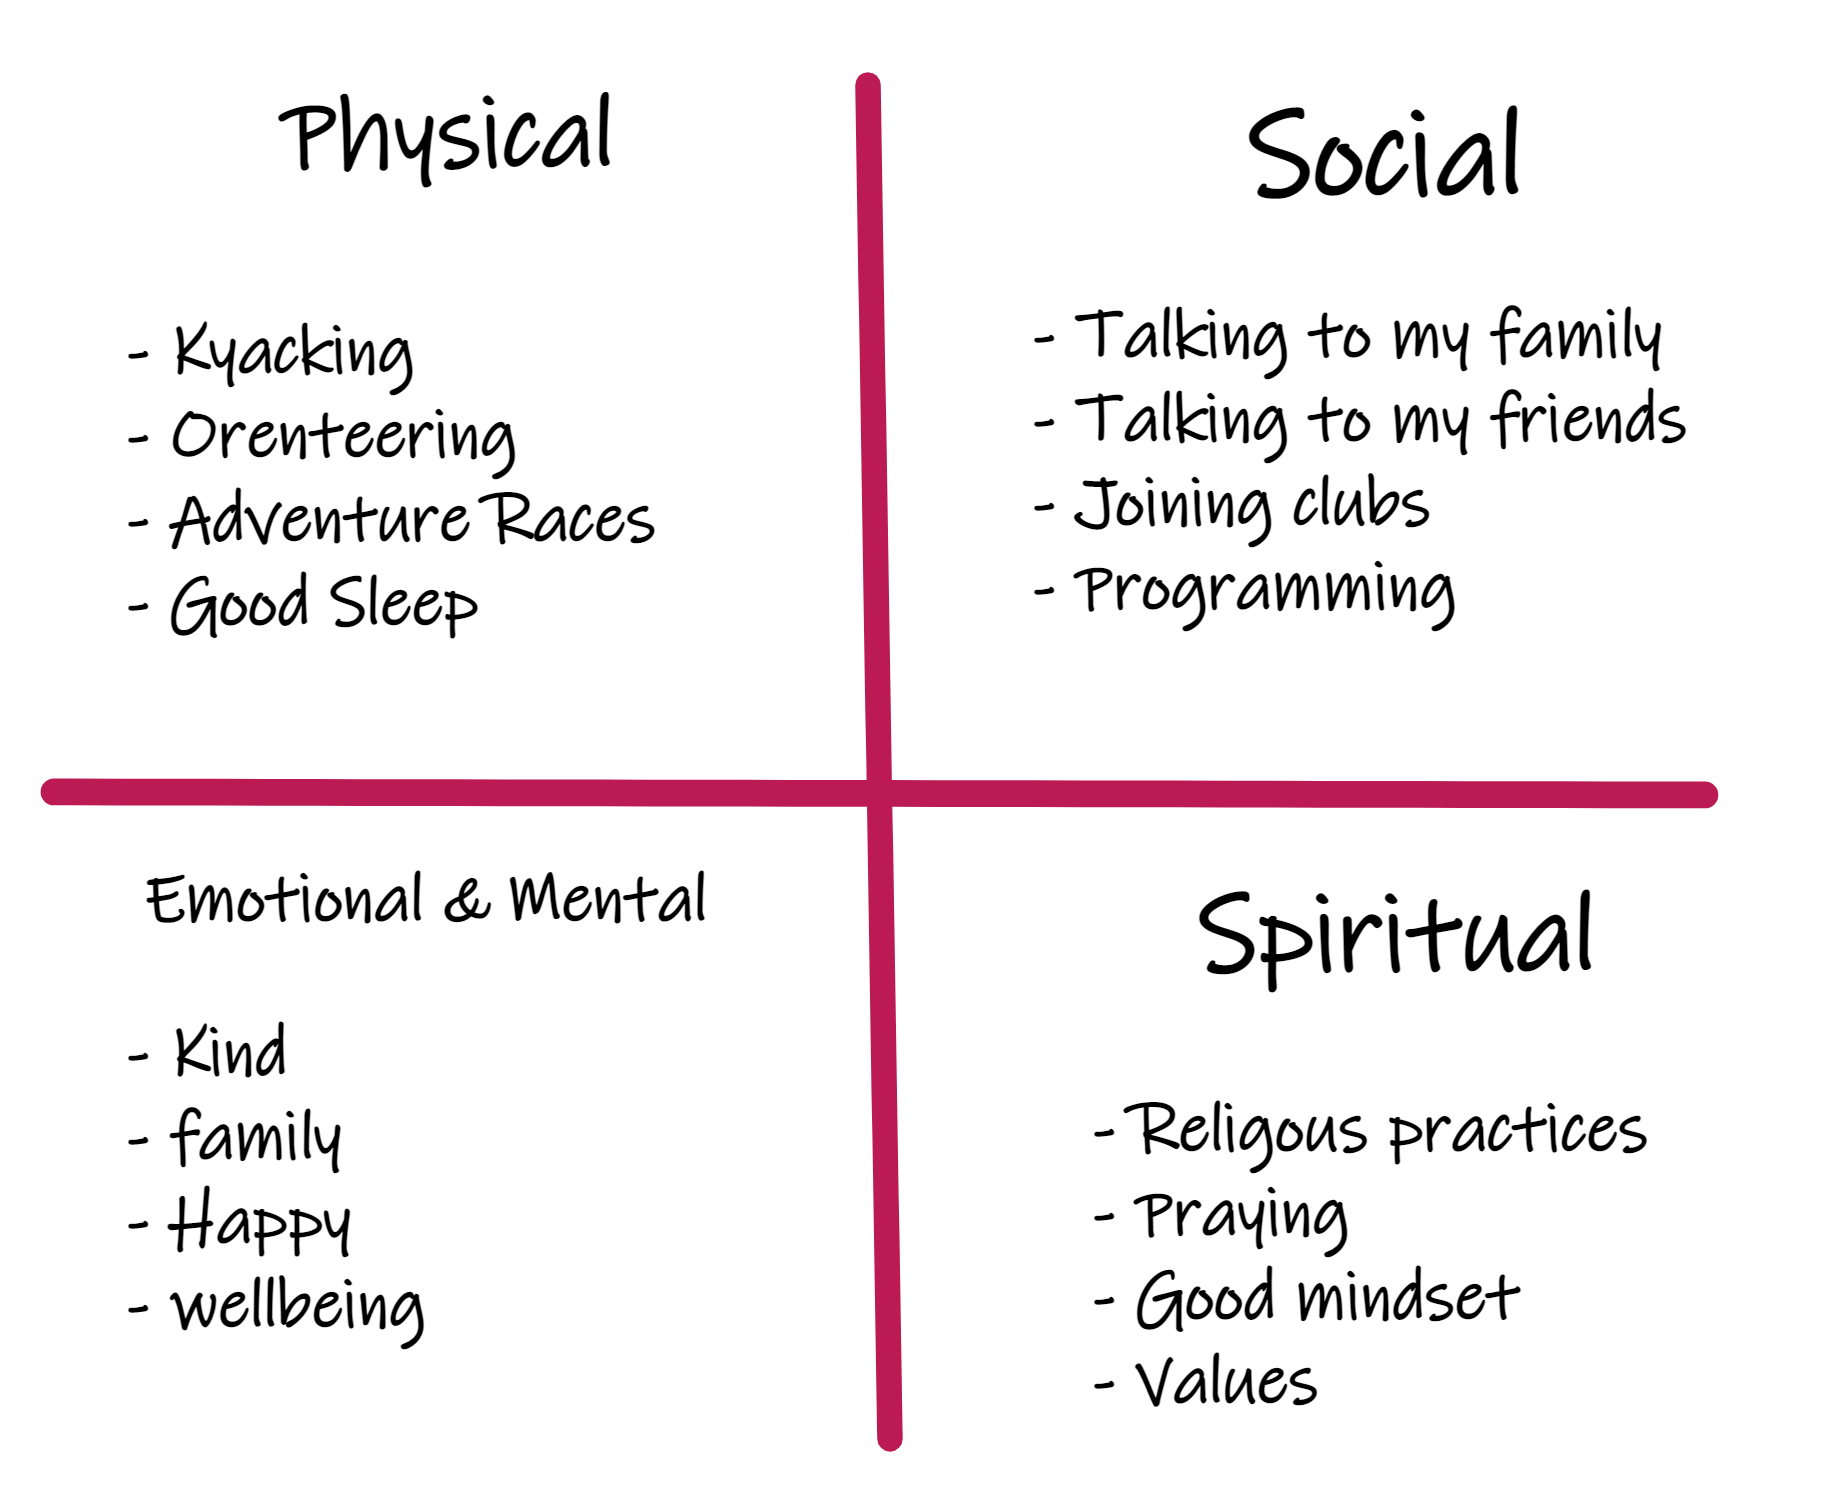 Physical
- Kyacking
- Orenteering
- Adventure Races
- Good Sleep
Social
- Talking to my family
- Talking to my friends
- Joining clubs
- Programming
Emotional & Mental
- Kind
- family
- Happy
- wellbeing
Spiritual
- Religous practices
- Praying
- Good mindset
- Values